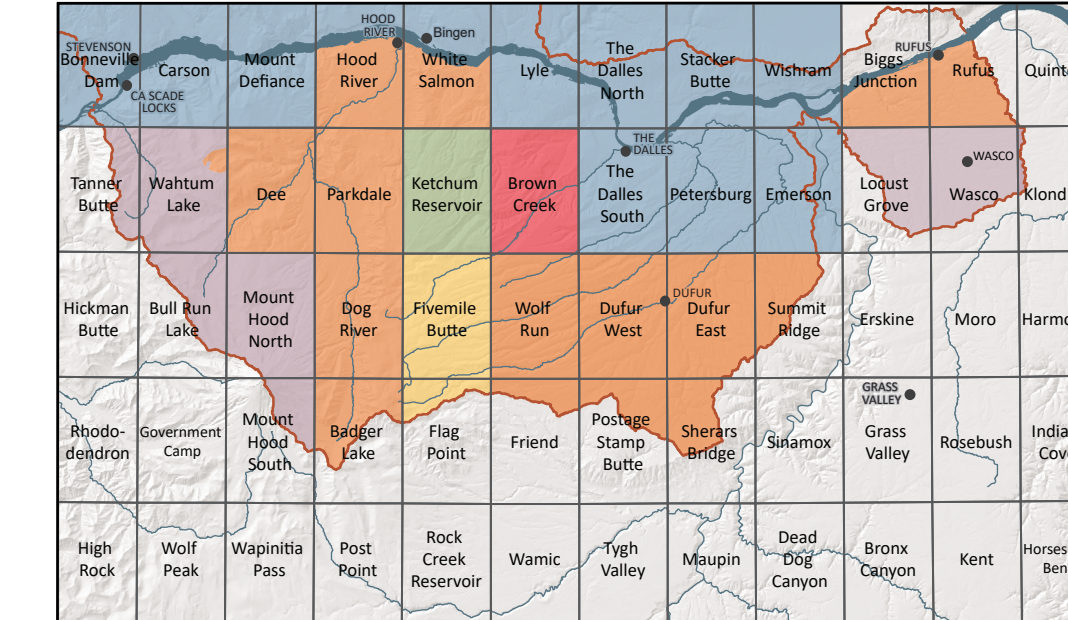 STEVENSON
Bonneville
Dam
CASCADE
LOCKS
Carson
Mount
Defiance
HOOD
RIVER
Hood
River
Bingen
White
Salmon
Lyle
The
Dalles
North
Stacker
Butte
Wishram
RUFUS
Biggs
Junction
Rufus
Quint
Tanner
Butte
Wahtum
Lake
Dee
Parkdale
Ketchum
Reservoir
Brown
Creek
THE
DALLES
The
Dalles
South
Petersburg
Emerson
Locust
Grove
WASCO
Wasco
Klond
Hickman
Butte
Bull Run
Lake
Mount
Hood
North
Dog
River
Fivemile
Butte
Wolf
Run
Dufur
West
DUFUR
Dufur
East
Summit
Ridge
Erskine
Moro
Harmo
Rhodo-
dendron
Government
Camp
Mount
Hood
South
Badger
Lake
Flag
Point
Friend
Postage
Stamp
Butte
Sherars
Bridge
Sinamox
GRASS
VALLEY
Grass
Valley
Rosebush
India
Cov
High
Rock
Wolf
Peak
Wapinitia
Pass
Post
Point
Rock
Creek
Reservoir
Wamic
Tygh
Valley
Maupin
Dead
Dog
Canyon
Bronx
Canyon
Kent
Horses
Ben